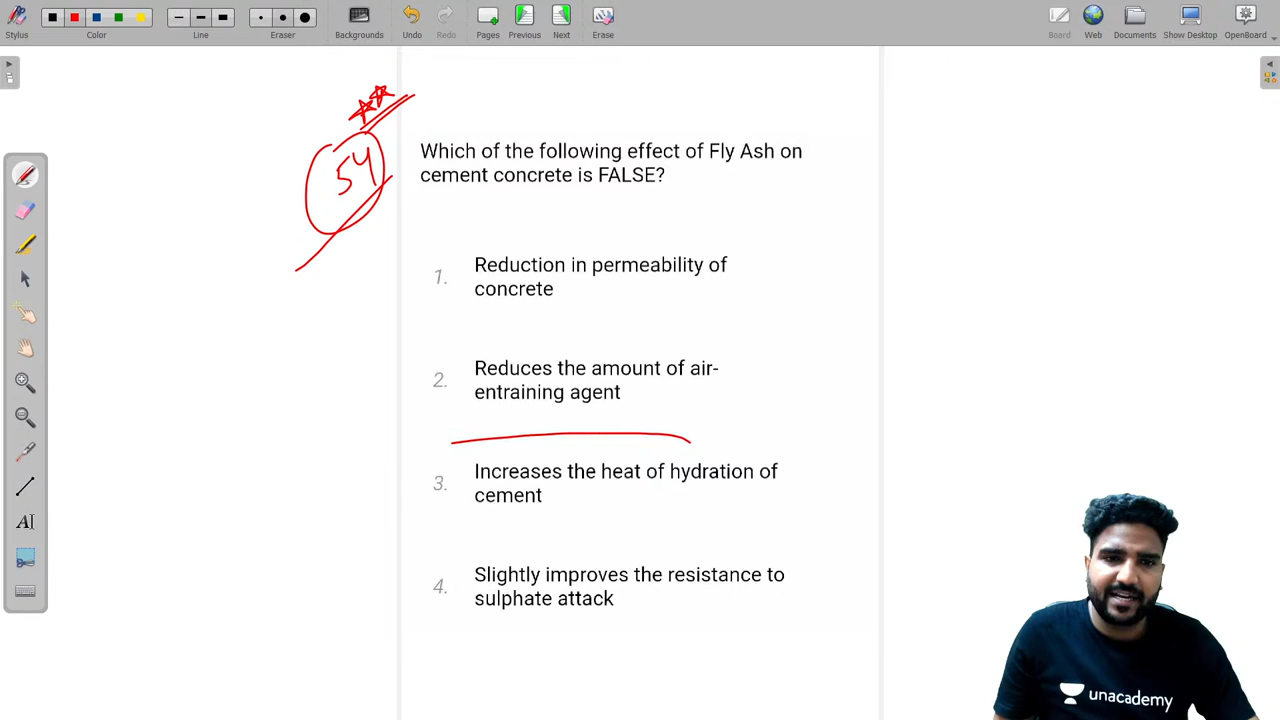 Stylus
Color
Line
Eraser
Backgrounds
Undo
Redo
Pages
Previous
Next
Erase
Board
Web
Documents
Show Desktop
OpenBoard
54
Which of the following effect of Fly Ash on
cement concrete is FALSE?
1. Reduction in permeability of
concrete
2. Reduces the amount of air-
entraining agent
3. Increases the heat of hydration of
cement
4. Slightly improves the resistance to
sulphate attack
AI
unacademy